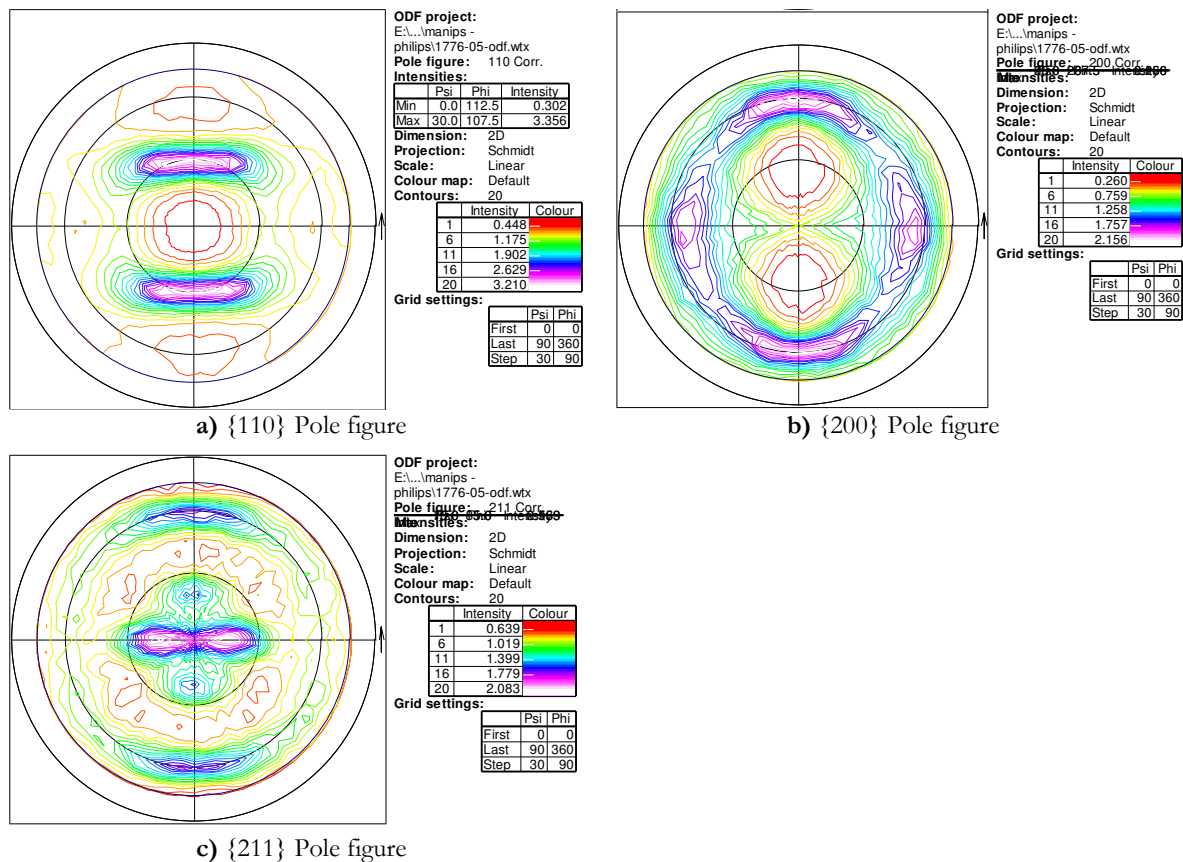 ODF project:
E:\...\manips -
philips\1776-05-odf.wtx
Pole figure: 110 Corr.
Intensities:
Psi Phi Intensity
Min 0.0 112.5 0.302
Max 30.0 107.5 3.356
Dimension: 2D
Projection: Schmidt
Scale: Linear
Colour map: Default
Contours: 20
Intensity Colour
1 0.448
6 1.175
11 1.902
16 2.629
20 3.210
Grid settings:
Psi Phi
First 0 0
Last 90 360
Step 30 90
a) {110} Pole figure
ODF project:
E:\...\manips -
philips\1776-05-odf.wtx
Pole figure: 200 Corr.
Dimension: 2D
Projection: Schmidt
Scale: Linear
Colour map: Default
Contours: 20
Intensity Colour
1 0.260
6 0.759
11 1.258
16 1.757
20 2.156
Grid settings:
Psi Phi
First 0 0
Last 90 360
Step 30 90
b) {200} Pole figure
ODF project:
E:\...\manips -
philips\1776-05-odf.wtx
Pole figure: 211 Corr.
Dimension: 2D
Projection: Schmidt
Scale: Linear
Colour map: Default
Contours: 20
Intensity Colour
1 0.639
6 1.019
11 1.399
16 1.779
20 2.083
Grid settings:
Psi Phi
First 0 0
Last 90 360
Step 30 90
c) {211} Pole figure